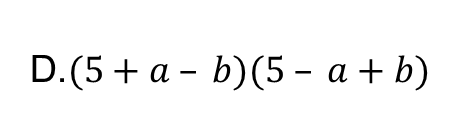 D.(5 + a − b)(5 − a + b)